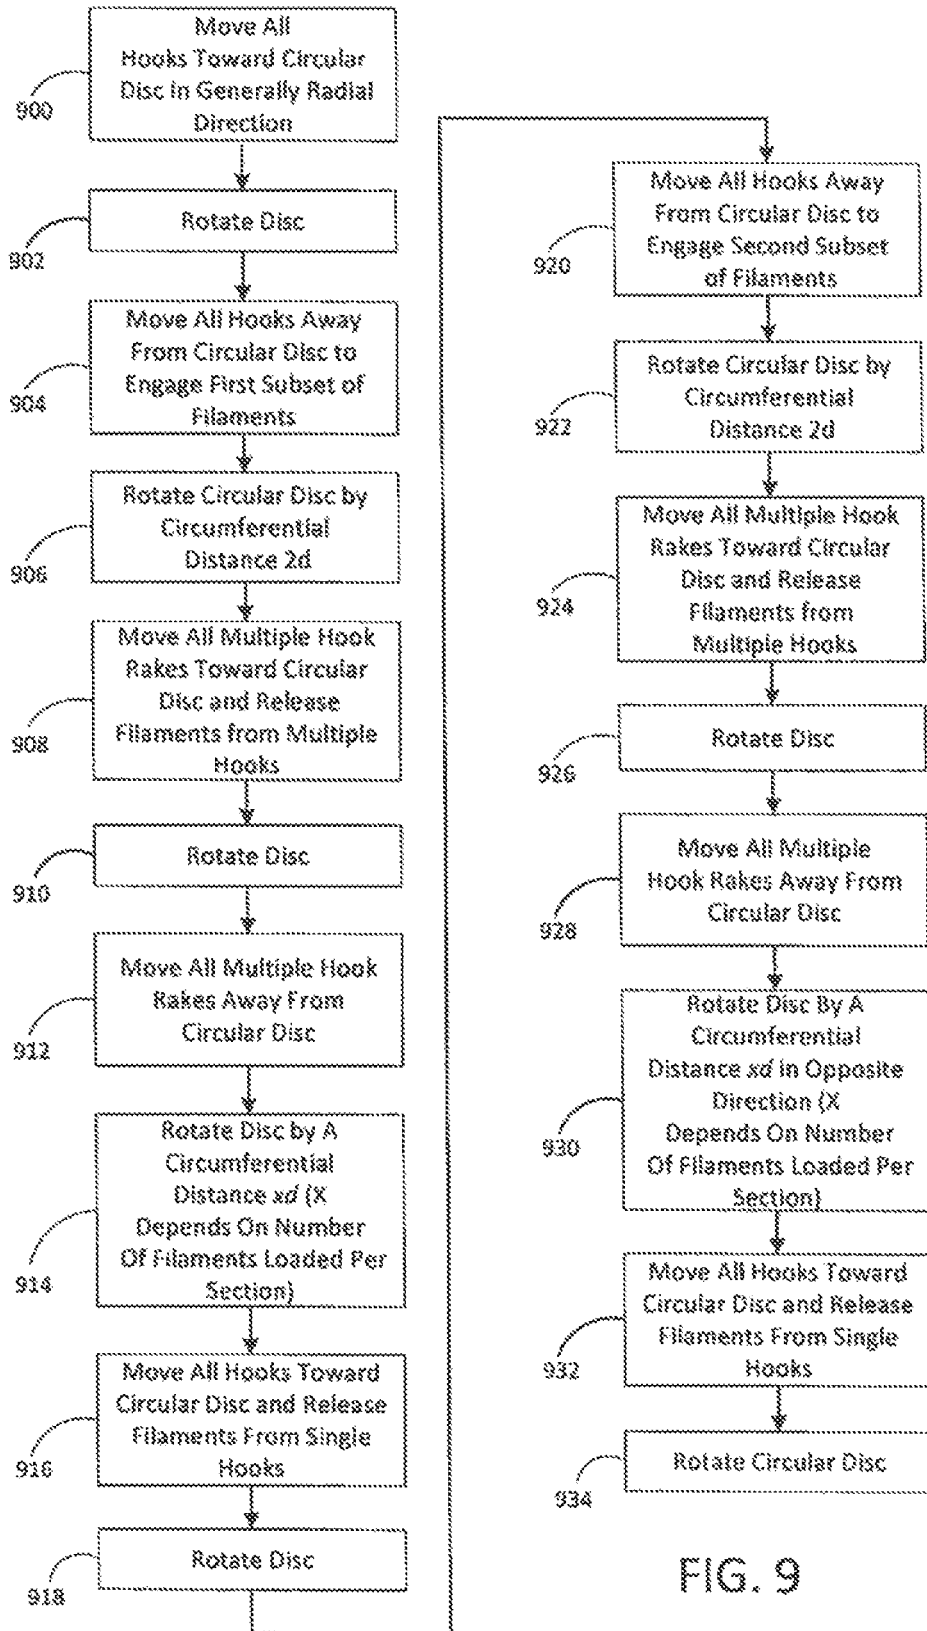 Move All
Hooks Toward Circular
Disc in Generally Radial
Direction
900
Rotate Disc
902
Move All Hooks Away
From Circular Disc to
Engage First Subset of
Filaments
904
Rotate Circular Disc by
Circumferential
Distance 2d
906
Move All Multiple Hook
Rakes Toward Circular
Disc and Release
Filaments from Multiple
Hooks
908
Rotate Disc
910
Move All Multiple Hook
Rakes Away From
Circular Disc
912
Rotate Disc by A
Circumferential
Distance xd (X
Depends On Number
Of Filaments Loaded Per
Section)
914
Move All Hooks Toward
Circular Disc and Release
Filaments From Single
Hooks
916
Rotate Disc
918
Move All Hooks Away
From Circular Disc to
Engage Second Subset
of Filaments
920
Rotate Circular Disc by
Circumferential
Distance 2d
922
Move All Multiple Hook
Rakes Toward Circular
Disc and Release
Filaments from
Multiple Hooks
924
Rotate Disc
926
Move All Multiple
Hook Rakes Away From
Circular Disc
928
Rotate Disc By A
Circumferential
Distance xd in Opposite
Direction (X
Depends On Number
Of Filaments Loaded Per
Section)
930
Move All Hooks Toward
Circular Disc and Release
Filaments From Single
Hooks
932
Rotate Circular Disc
934
FIG. 9